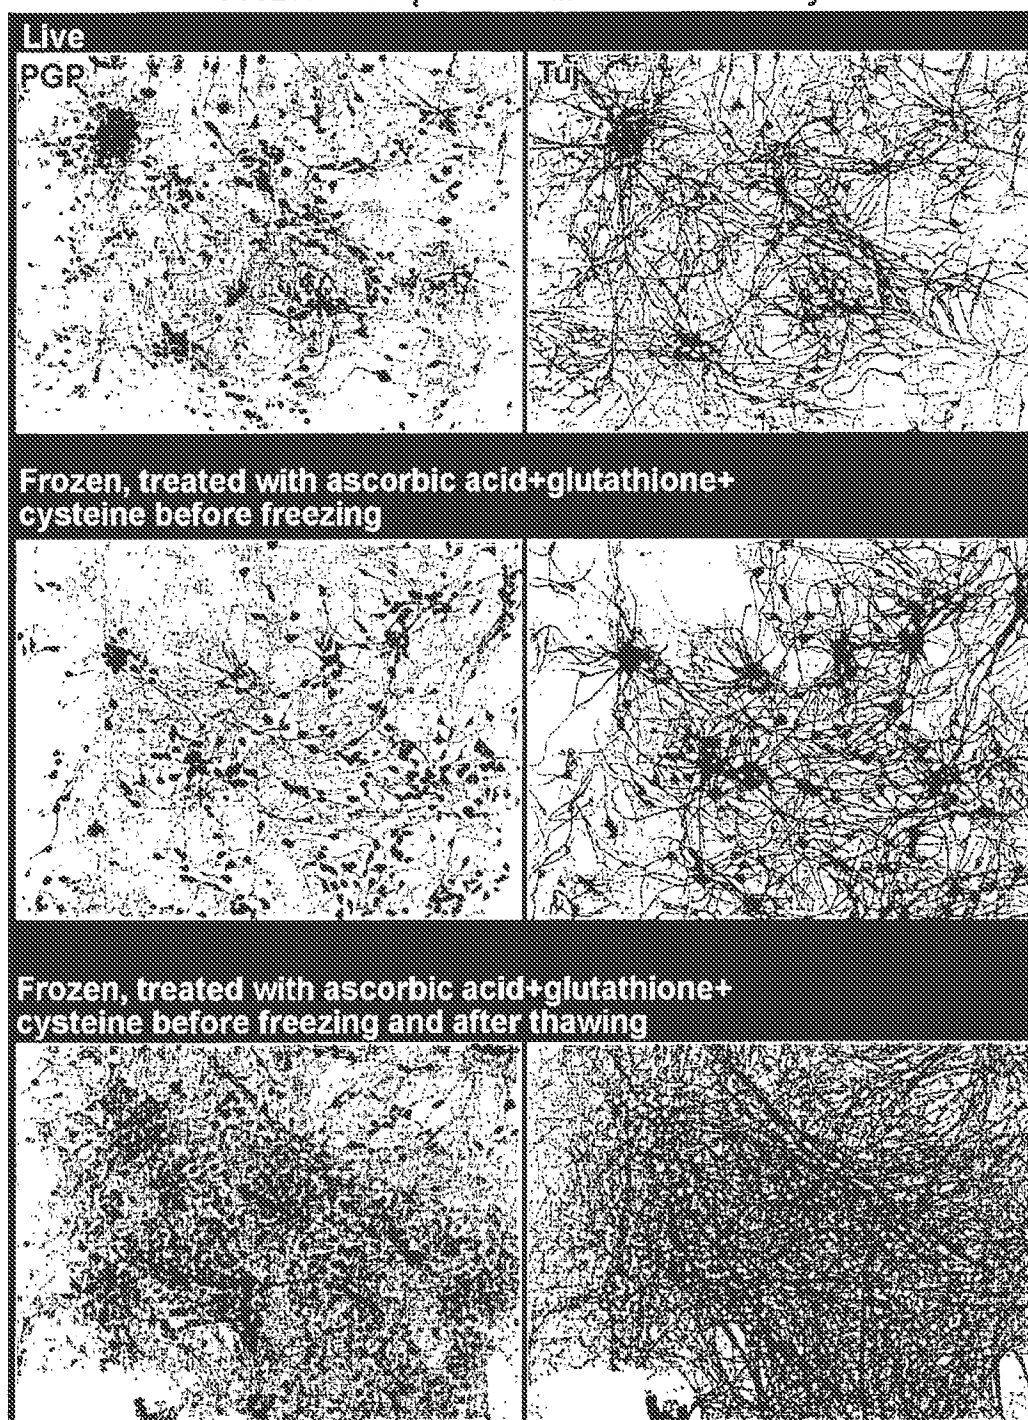 Live
PGP
Tuj
Frozen, treated with ascorbic acid+glutathione+
cysteine before freezing
Frozen, treated with ascorbic acid+glutathione+
cysteine before freezing and after thawing